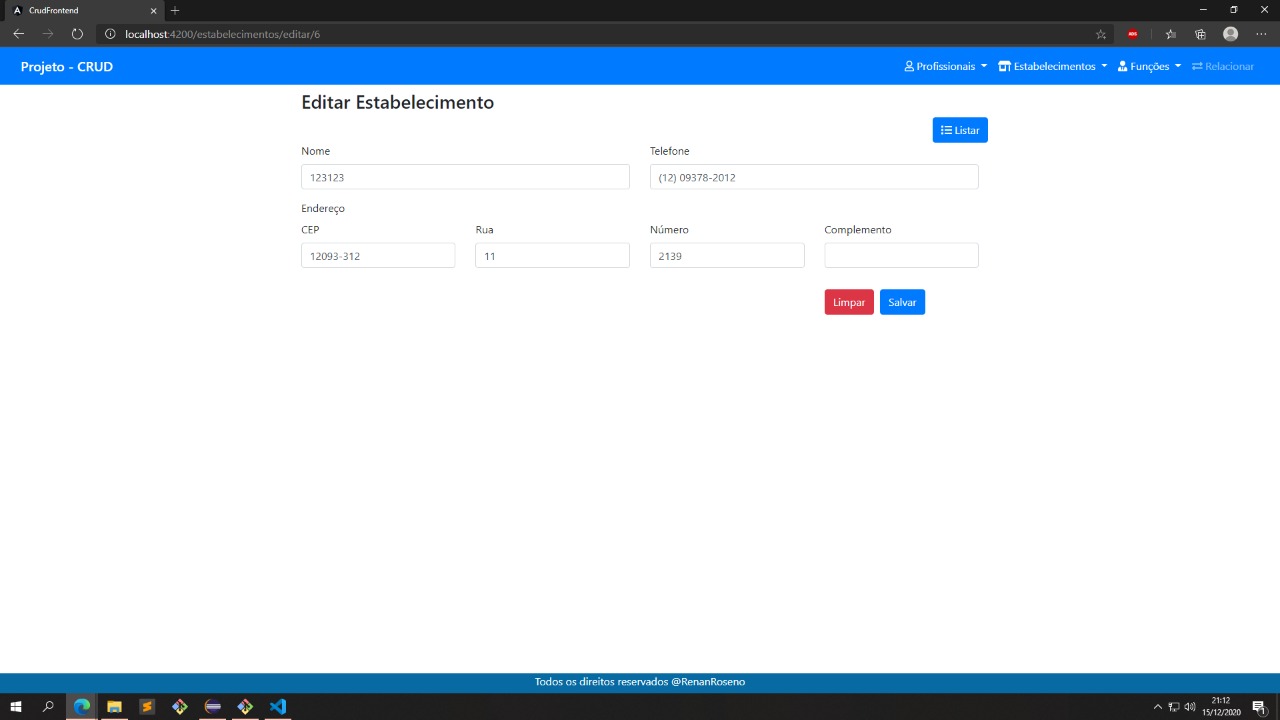 CrudFrontend
localhost:4200/estabelecimentos/editar/6
Projeto - CRUD
Profissionais
Estabelecimentos
Funções
Relacionar
Editar Estabelecimento
Listar
Nome
Telefone
123123
(12) 09378-2012
Endereço
CEP
Rua
Número
Complemento
12093-312
11
2139
Limpar
Salvar
Todos os direitos reservados @RenanRoseno
21:12
15/12/2020
1